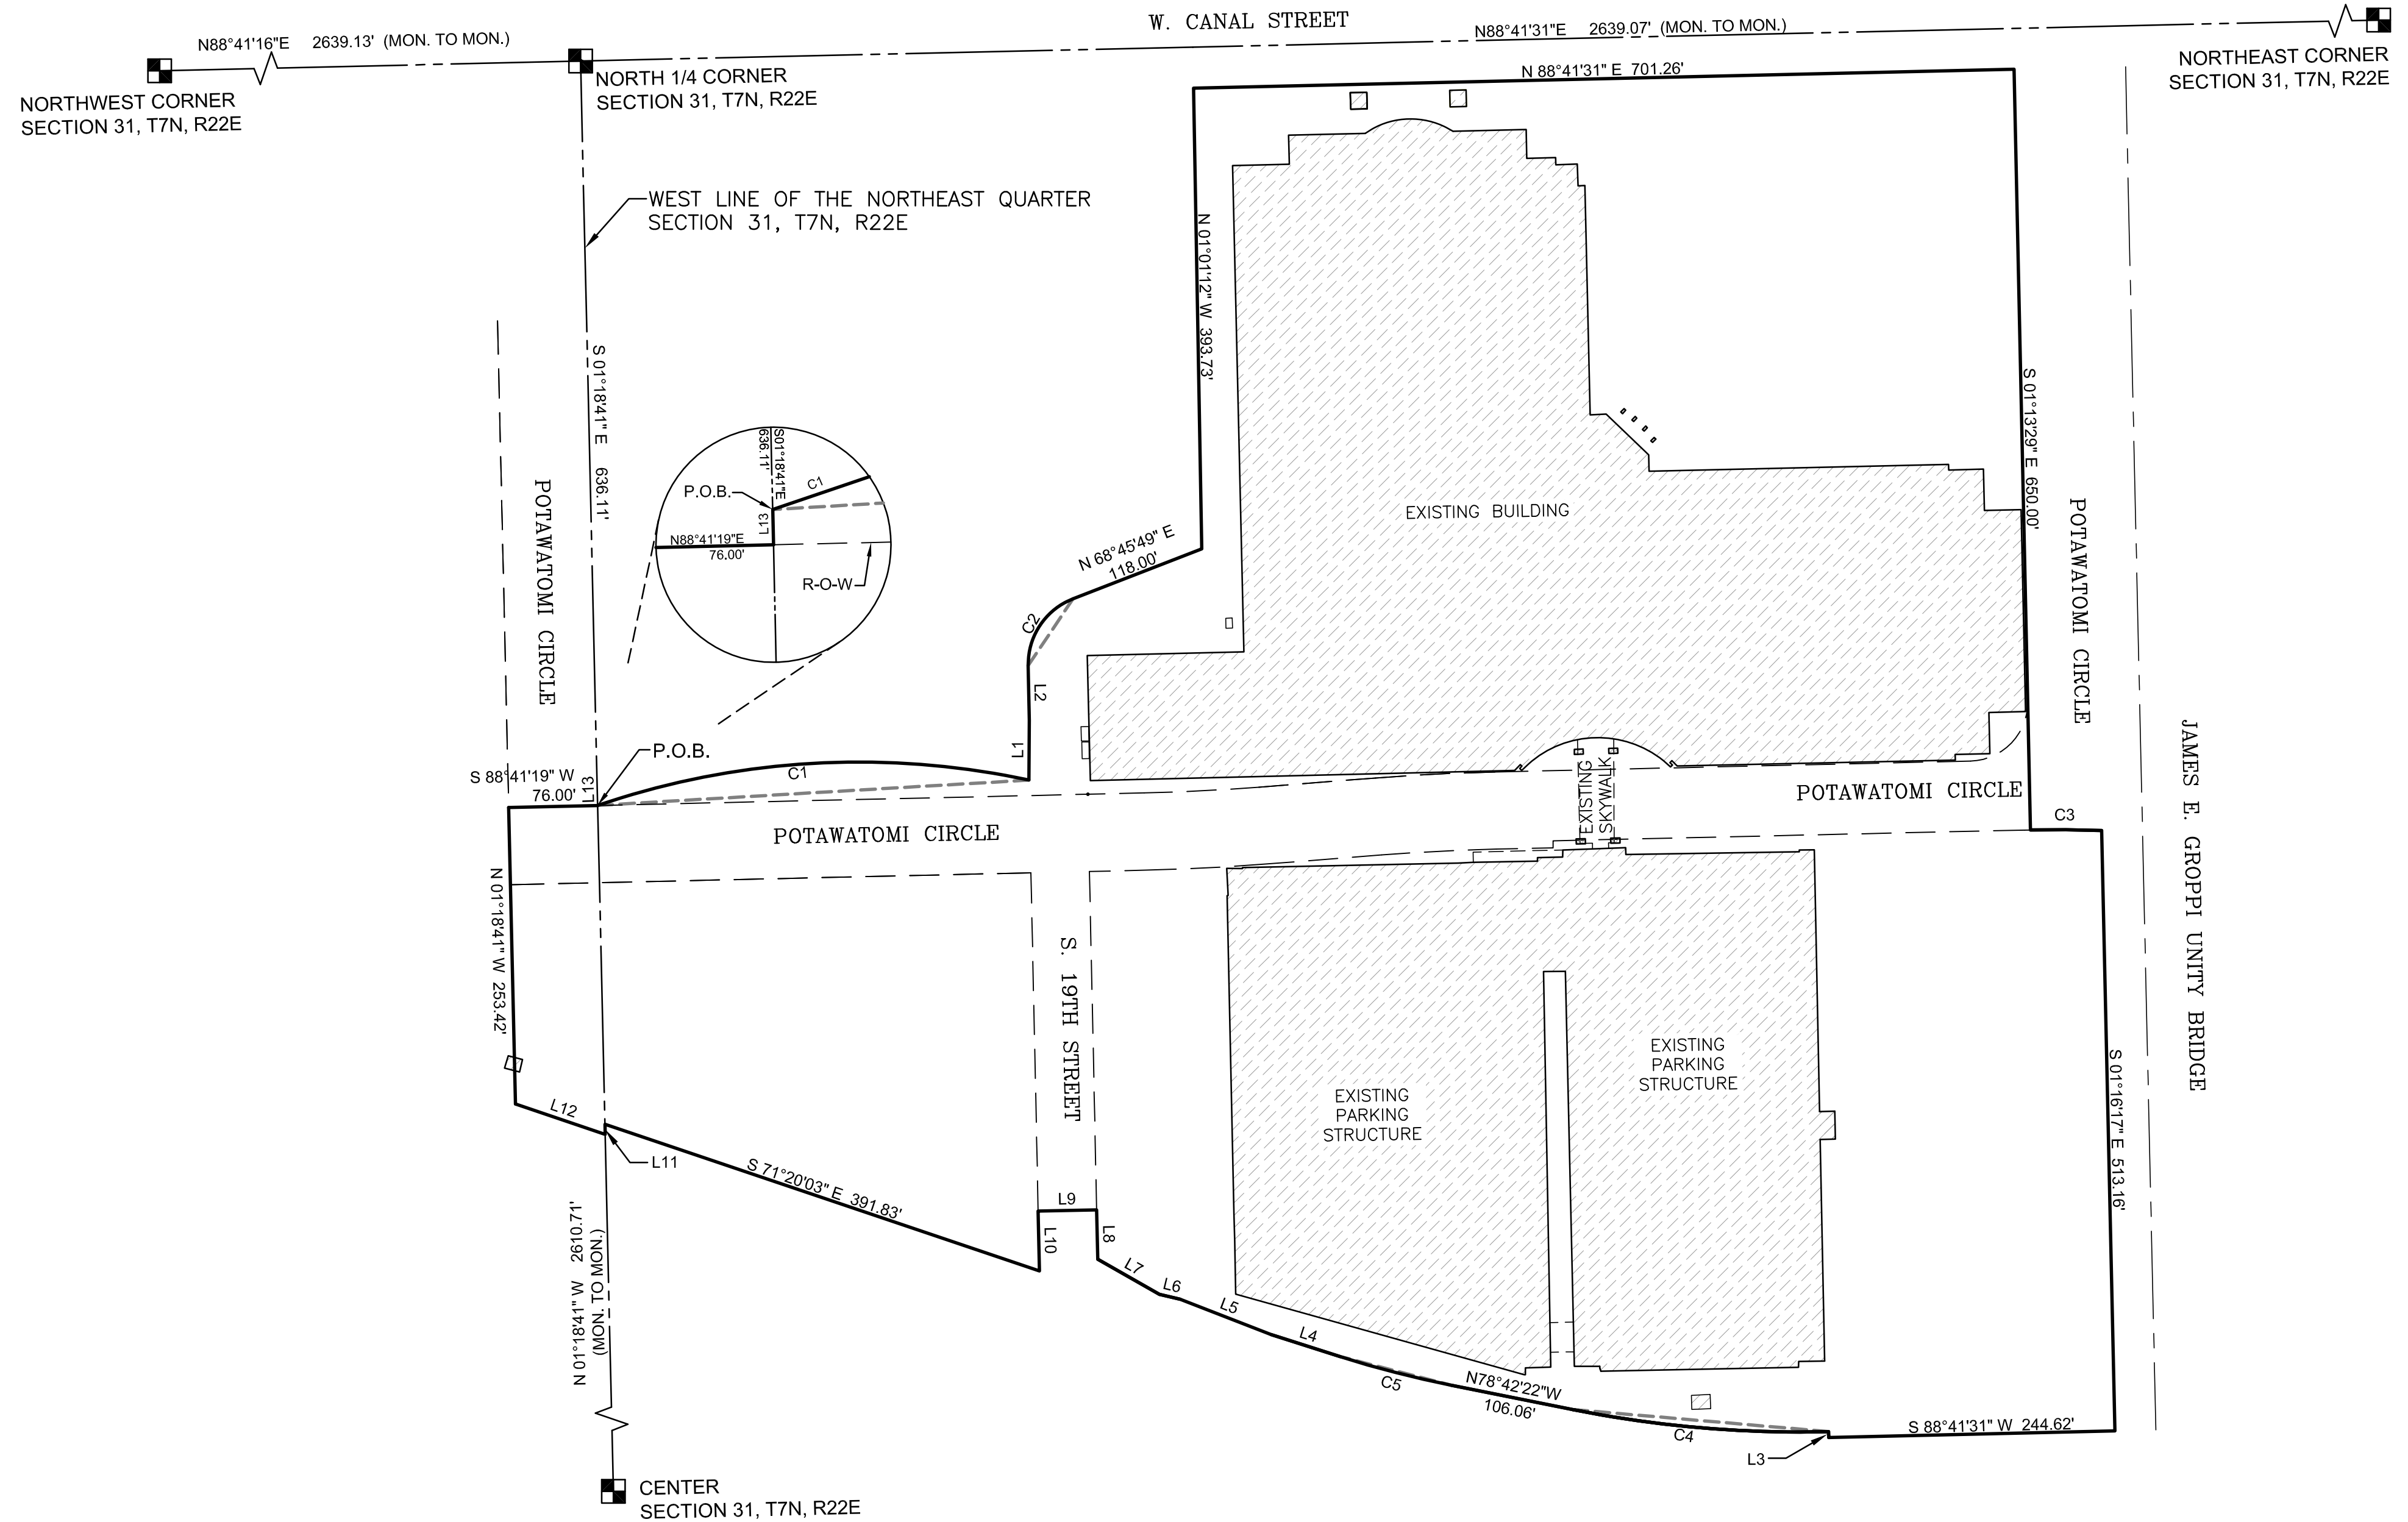 W. CANAL STREET
N88°41'16"E 2639.13' (MON. TO MON.)
N88°41'31"E 2639.07' (MON. TO MON.)
NORTHWEST CORNER
SECTION 31, T7N, R22E
NORTH 1/4 CORNER
SECTION 31, T7N, R22E
NORTHEAST CORNER
SECTION 31, T7N, R22E
N 88°41'31" E 701.26'
WEST LINE OF THE NORTHEAST QUARTER
SECTION 31, T7N, R22E
N 01°01'12" W 393.73'
S 01°18'41" E 636.11'
S 01°13'29" E 650.00'
POTAWATOMI CIRCLE
S01°18'41"E
636.11'
P.O.B.
C1
L13
N88°41'19"E
76.00'
R-O-W
EXISTING BUILDING
POTAWATOMI CIRCLE
N 68°45'49" E
118.00'
C2
L2
L1
P.O.B.
C1
S 88°41'19" W
76.00'
L13
EXISTING
SKYWALK
POTAWATOMI CIRCLE
POTAWATOMI CIRCLE
C3
JAMES E. GROPPI UNITY BRIDGE
N 01°18'41" W 253.42'
S. 19TH STREET
EXISTING
PARKING
STRUCTURE
EXISTING
PARKING
STRUCTURE
S 01°16'17" E 513.16'
L12
L11
S 71°20'03" E 391.83'
L9
L10
L8
L7
L6
L5
L4
C5
N78°42'22"W
106.06'
C4
L3
S 88°41'31" W 244.62'
N 01°18'41" W 2610.71'
(MON. TO MON.)
CENTER
SECTION 31, T7N, R22E